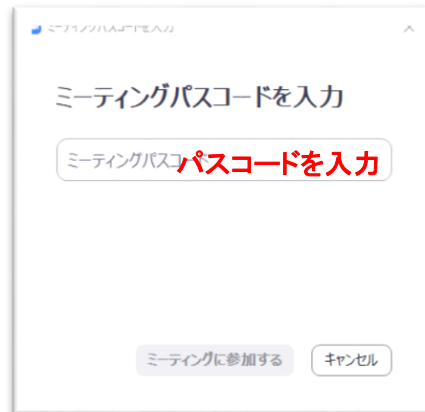 ミーティングパスコードを入力
ミーティングパスコードを入力
ミーティングパスコード
パスコードを入力
ミーティングに参加する
キャンセル